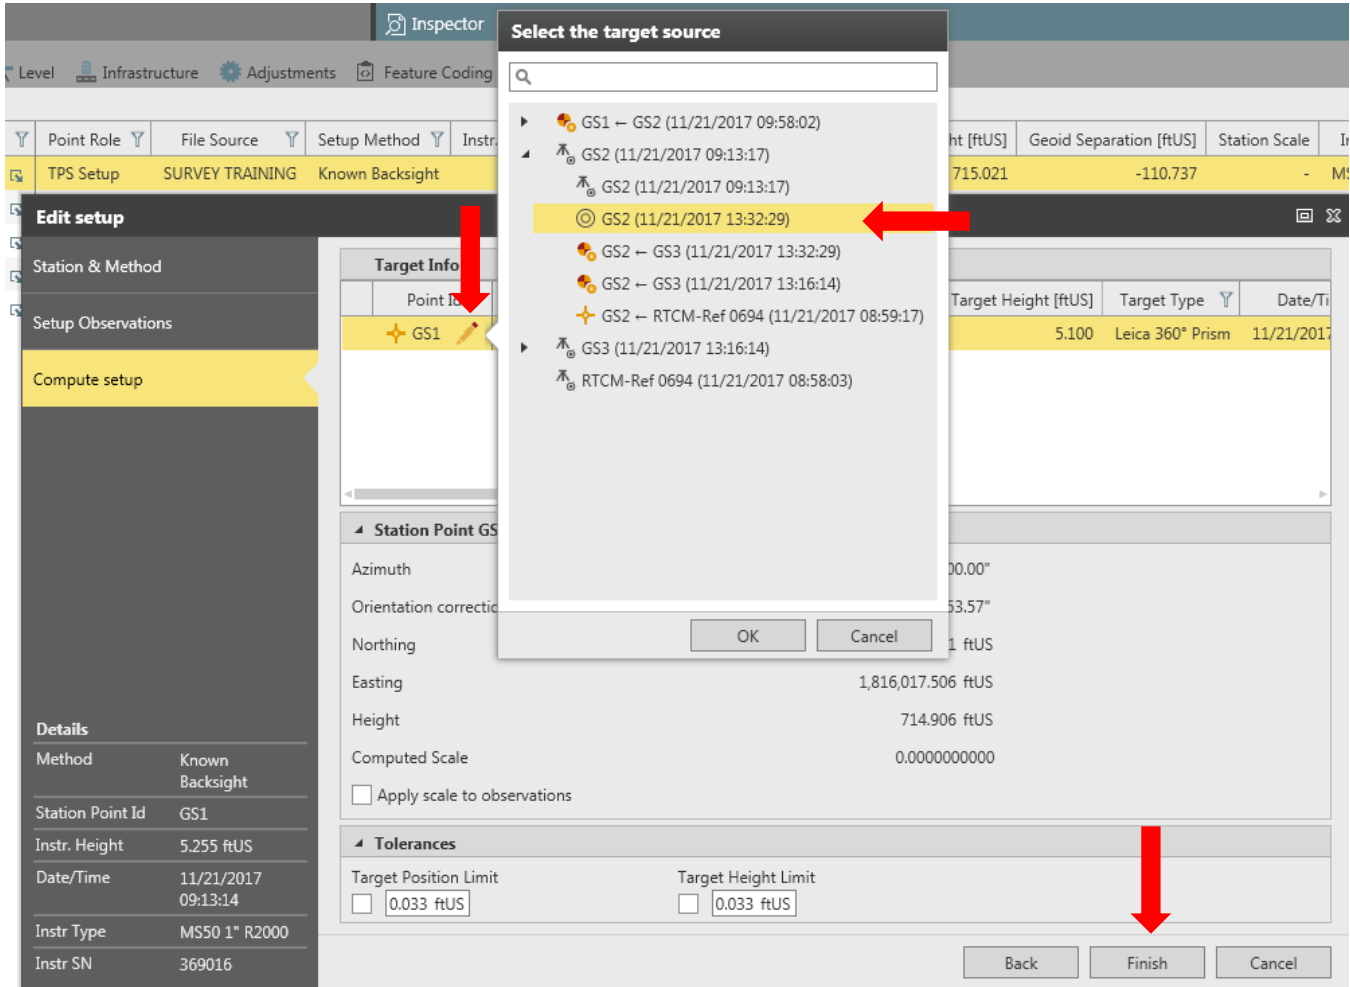 Inspector
Level Infrastructure Adjustments Feature Coding
Point Role File Source Setup Method Instr. ht [ftUS] Geoid Separation [ftUS] Station Scale
TPS Setup SURVEY TRAINING Known Backsight 715.021 -110.737 -
Edit setup
Station & Method
Setup Observations
Compute setup
Details
Method Known
Backsight
Station Point Id GS1
Instr. Height 5.255 ftUS
Date/Time 11/21/2017
09:13:14
Instr Type MS50 1" R2000
Instr SN 369016
Target Info
Point Target Height [ftUS] Target Type Date/Ti
GS1 5.100 Leica 360° Prism 11/21/2017
Station Point GS
Azimuth 00.00"
Orientation correctio 53.57"
Northing 1 ftUS
Easting 1,816,017.506 ftUS
Height 714.906 ftUS
Computed Scale 0.0000000000
Apply scale to observations
Tolerances
Target Position Limit Target Height Limit
0.033 ftUS 0.033 ftUS
Back Finish Cancel
Select the target source
GS1 ← GS2 (11/21/2017 09:58:02)
GS2 (11/21/2017 09:13:17)
GS2 (11/21/2017 09:13:17)
GS2 (11/21/2017 13:32:29)
GS2 ← GS3 (11/21/2017 13:32:29)
GS2 ← GS3 (11/21/2017 13:16:14)
GS2 ← RTCM-Ref 0694 (11/21/2017 08:59:17)
GS3 (11/21/2017 13:16:14)
RTCM-Ref 0694 (11/21/2017 08:58:03)
OK Cancel